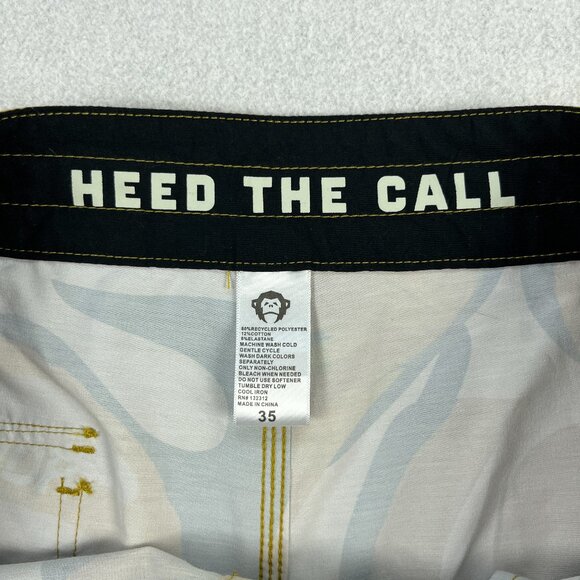 HEED THE CALL
80%RECYCLED POLYESTER
12%COTTON
8%ELASTANE
MACHINE WASH COLD
GENTLE CYCLE
WASH DARK COLORS
SEPARATELY
ONLY NON-CHLORINE
BLEACH WHEN NEEDED
DO NOT USE SOFTENER
TUMBLE DRY LOW
COOL IRON
RN# 132312
MADE IN CHINA
35